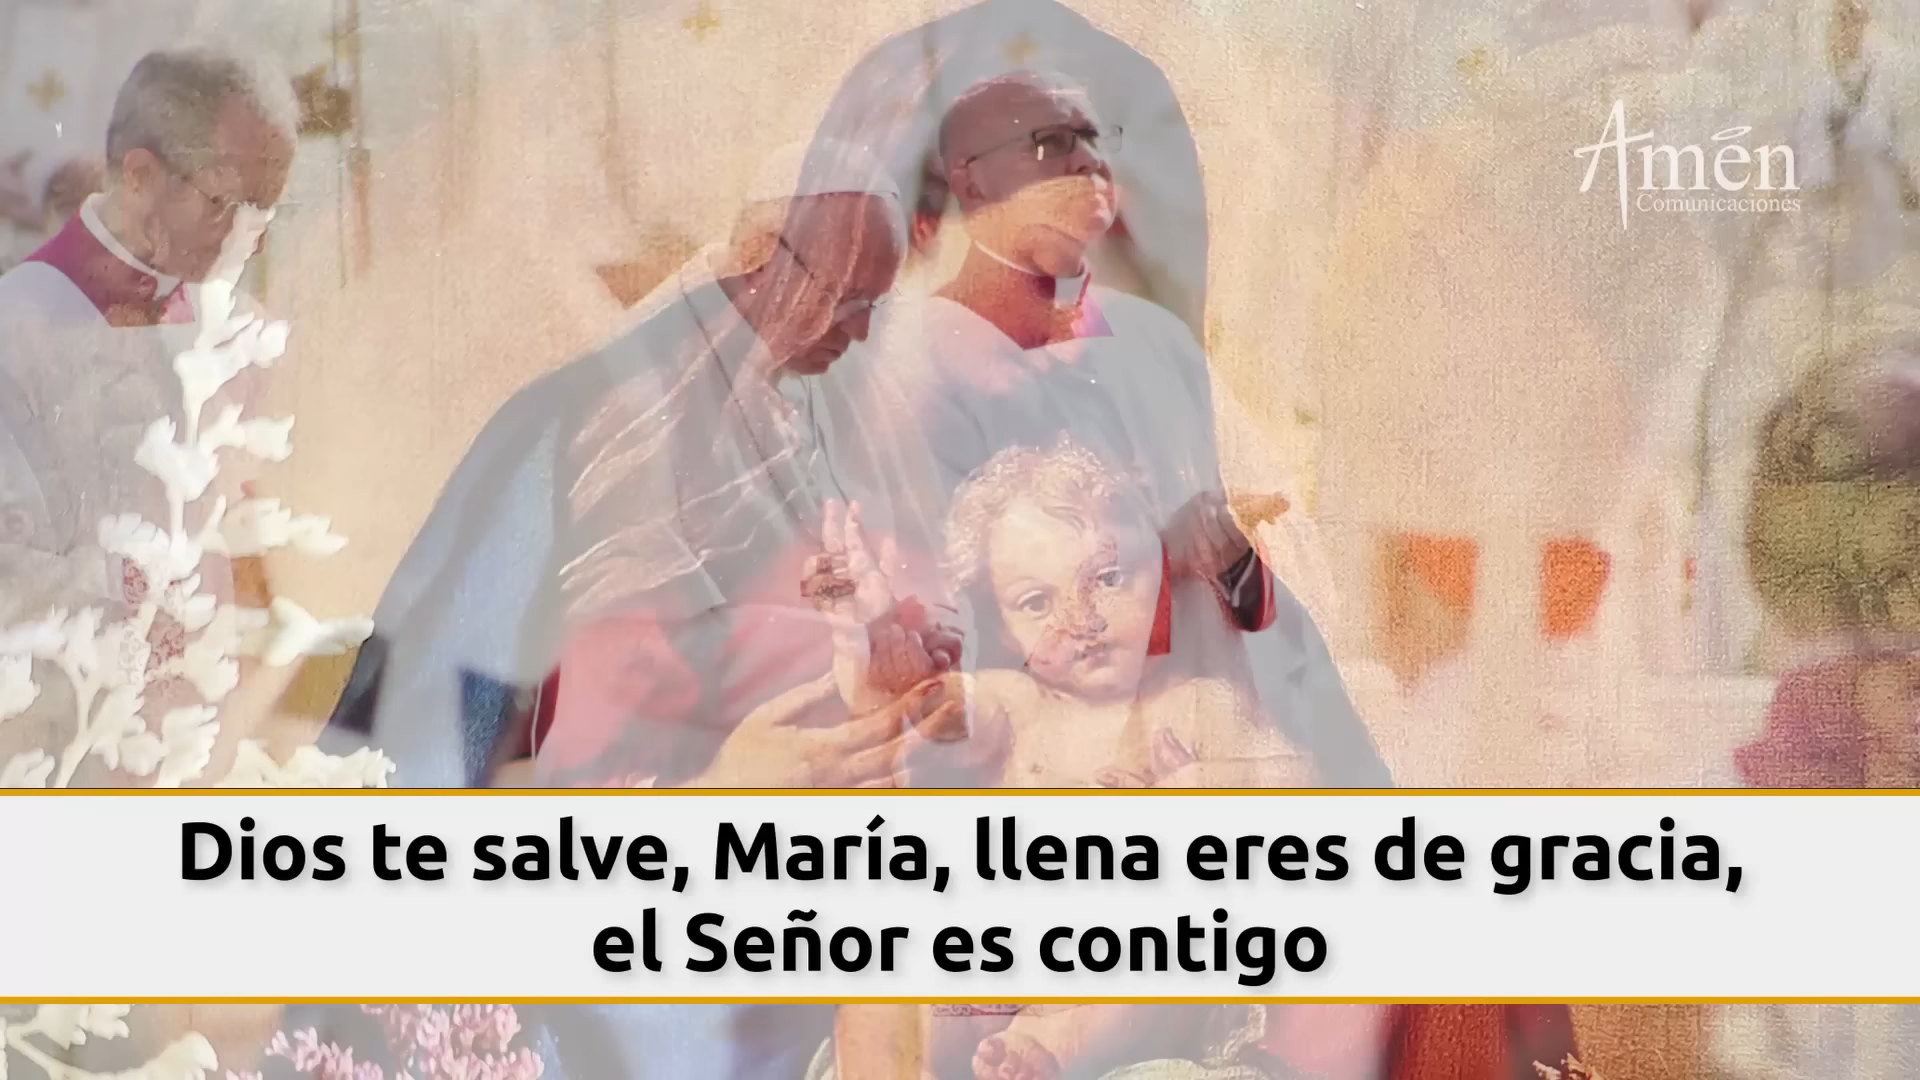 Amén
Comunicaciones
Dios te salve, María, llena eres de gracia,
el Señor es contigo